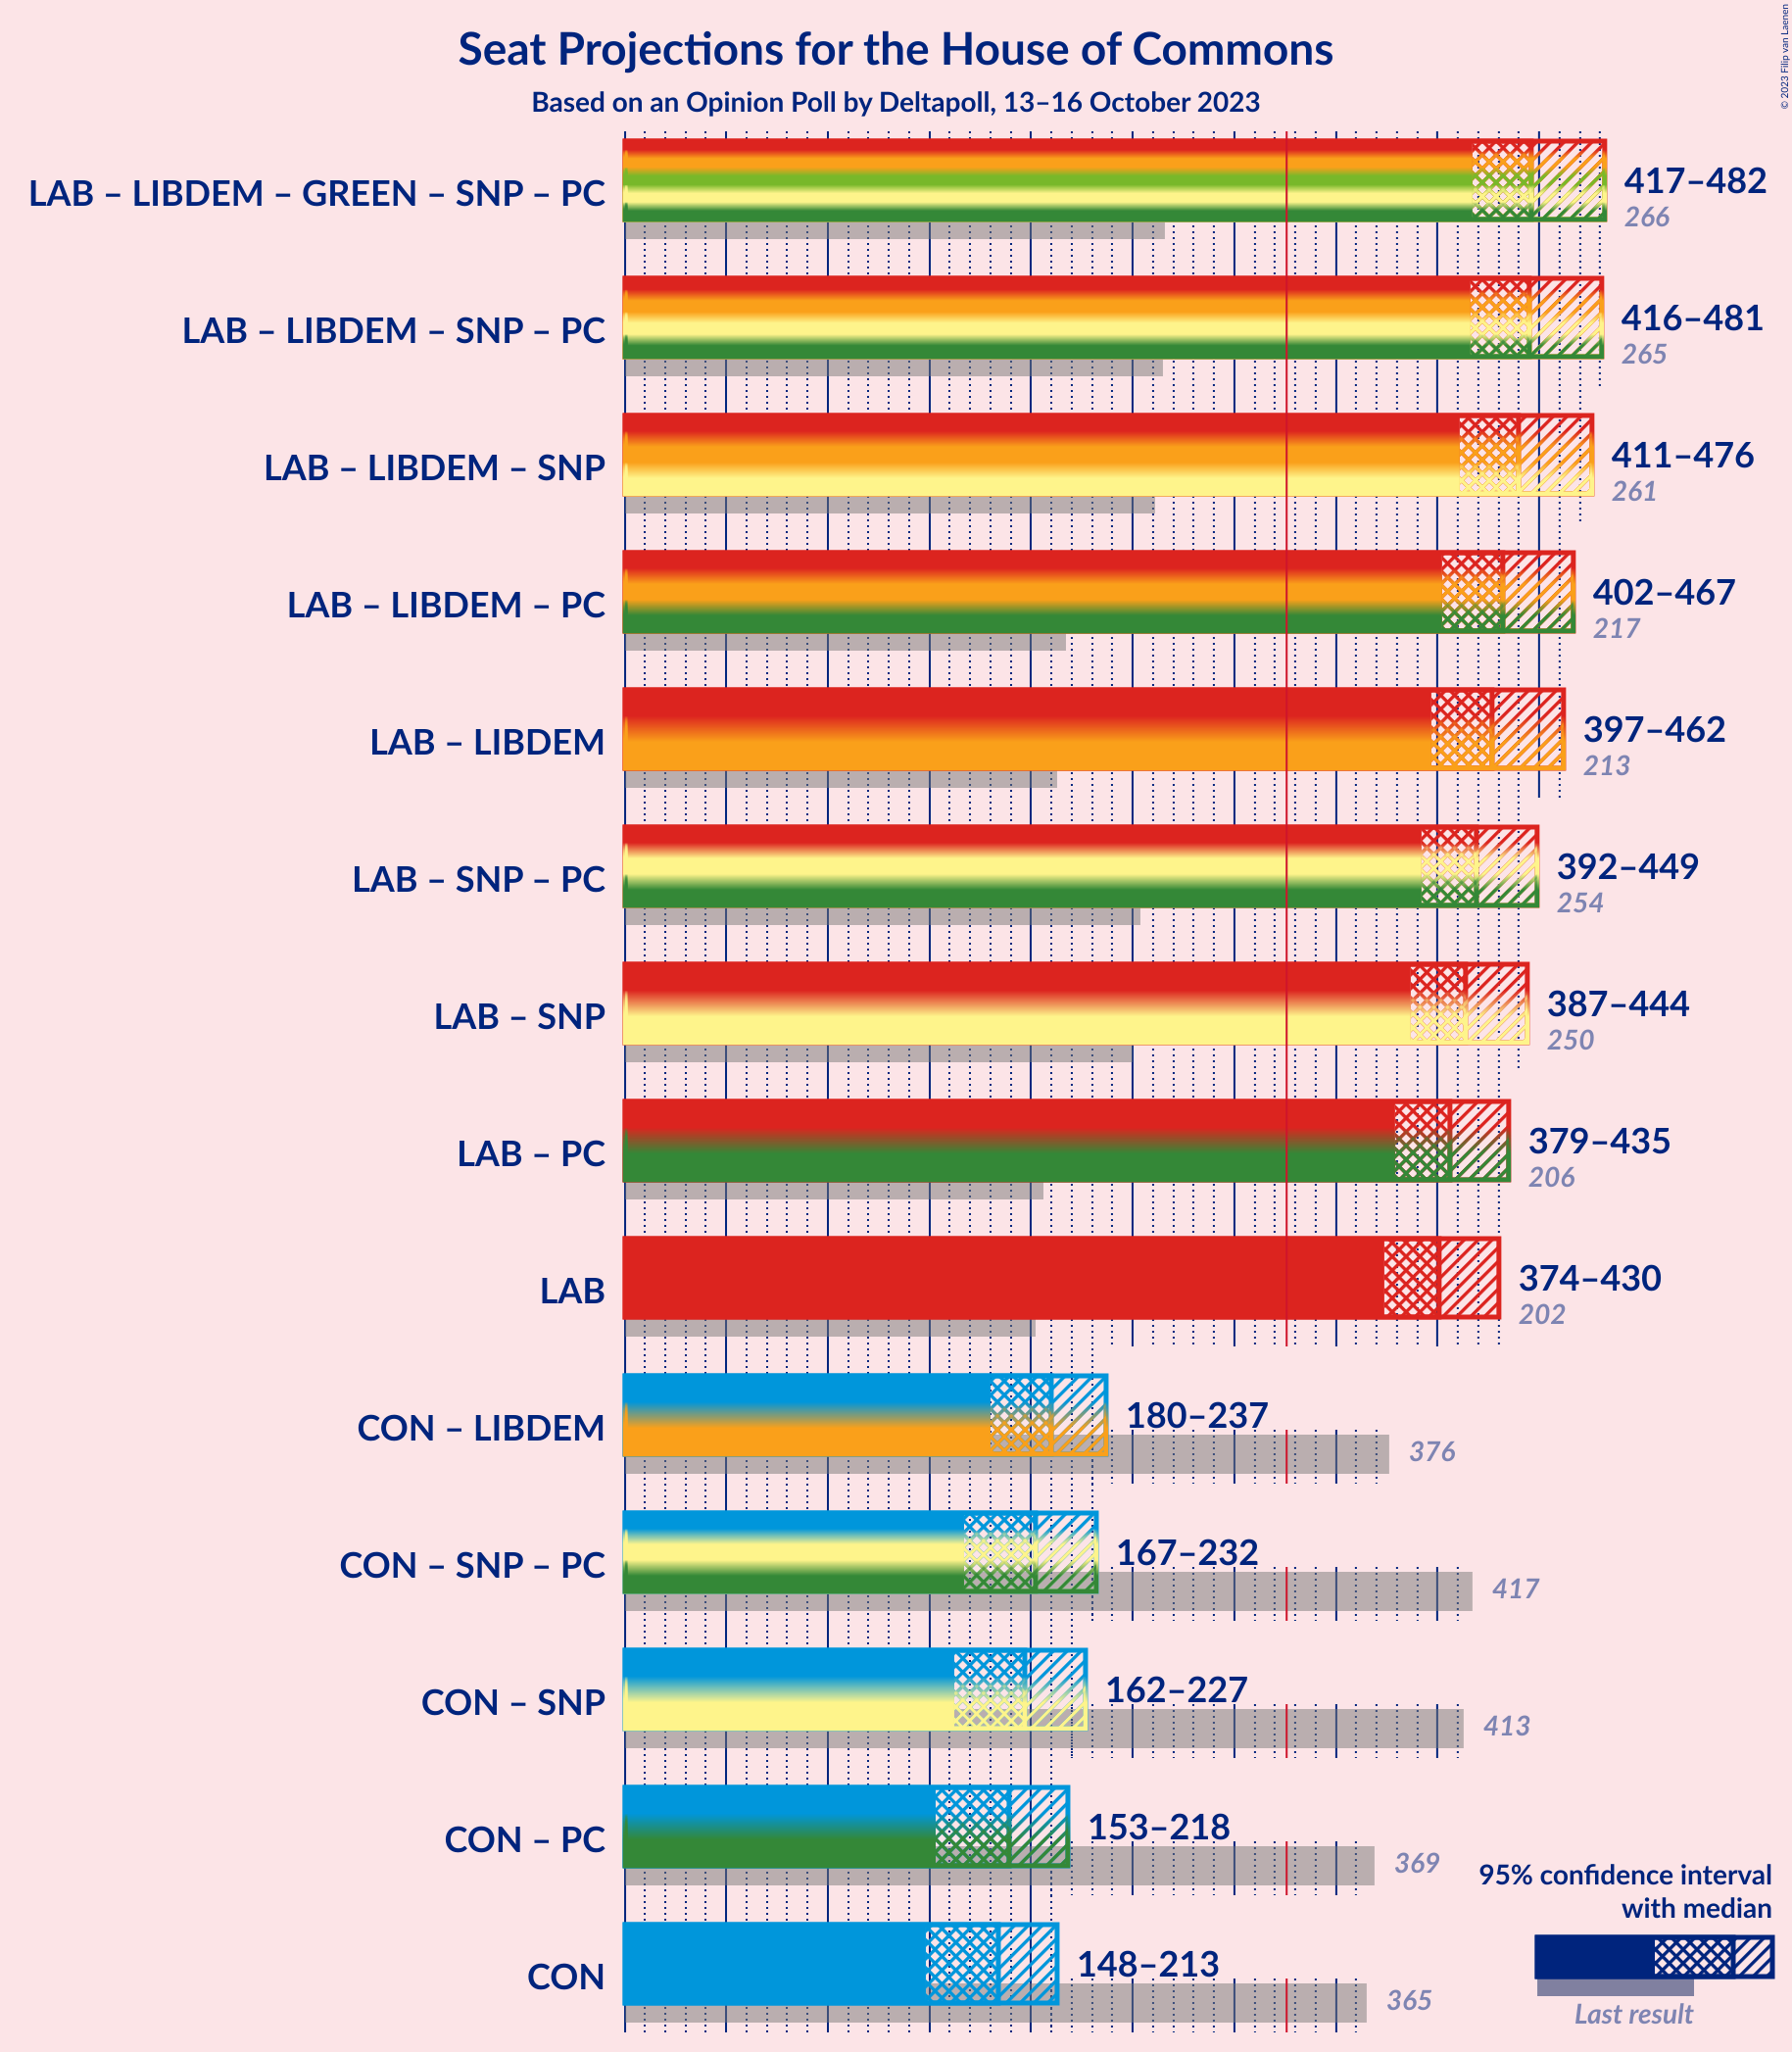 Seat Projections for the House of Commons
Based on an Opinion Poll by Deltapoll, 13–16 October 2023
© 2023 Filip van Laenen
LAB – LIBDEM – GREEN – SNP – PC
417–482
266
LAB – LIBDEM – SNP – PC
416–481
265
LAB – LIBDEM – SNP
411–476
261
LAB – LIBDEM – PC
402–467
217
LAB – LIBDEM
397–462
213
LAB – SNP – PC
392–449
254
LAB – SNP
387–444
250
LAB – PC
379–435
206
LAB
374–430
202
CON – LIBDEM
180–237
376
CON – SNP – PC
167–232
417
CON – SNP
162–227
413
CON – PC
153–218
369
CON
148–213
365
95% confidence interval
with median
Last result